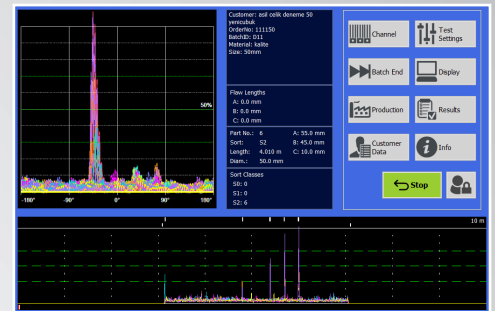 Customer: asil celik deneme 50
yenicubuk
OrderNo: 111150
BatchID: D11
Material: kalite
Size: 50mm
50%
-180° -90° 0° 90° 180°
Flaw Lengths
A: 0.0 mm
B: 0.0 mm
C: 0.0 mm
Part No.: 6 A: 55.0 mm
Sort: S2 B: 45.0 mm
Length: 4.010 m C: 10.0 mm
Diam.: 50.0 mm
Sort Classes
S0: 0
S1: 0
S2: 6
Channel
Test Settings
Batch End
Display
Production
Results
Customer Data
Info
Stop
10 m